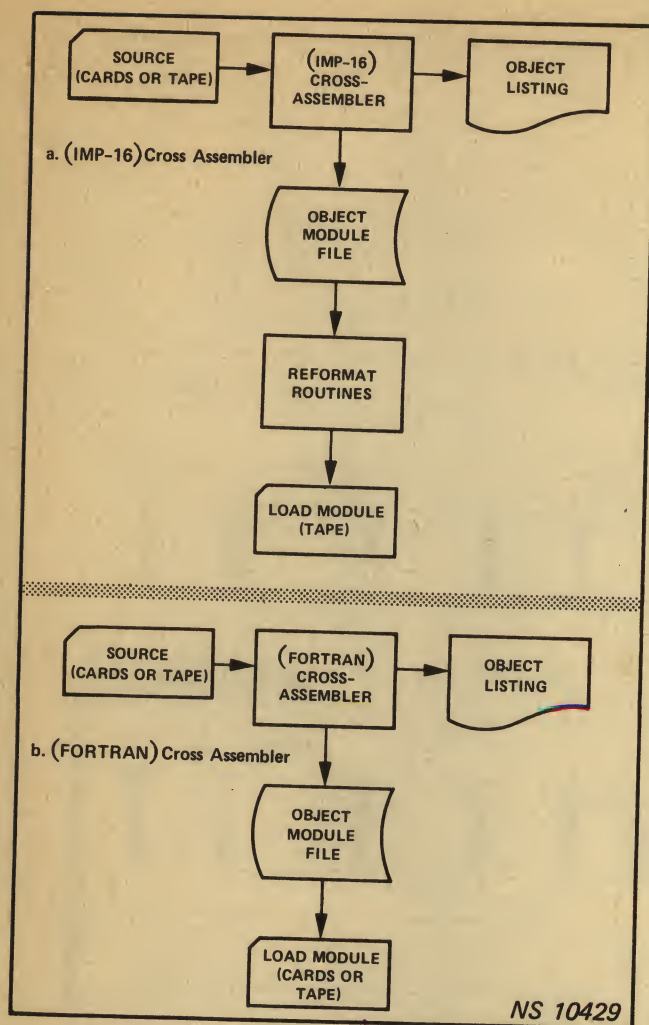 SOURCE
(CARDS OR TAPE)
(IMP-16)
CROSS-
ASSEMBLER
OBJECT
LISTING
a. (IMP-16) Cross Assembler
OBJECT
MODULE
FILE
REFORMAT
ROUTINES
LOAD MODULE
(TAPE)
SOURCE
(CARDS OR TAPE)
(FORTRAN)
CROSS-
ASSEMBLER
OBJECT
LISTING
b. (FORTRAN) Cross Assembler
OBJECT
MODULE
FILE
LOAD MODULE
(CARDS OR
TAPE)
NS 10429